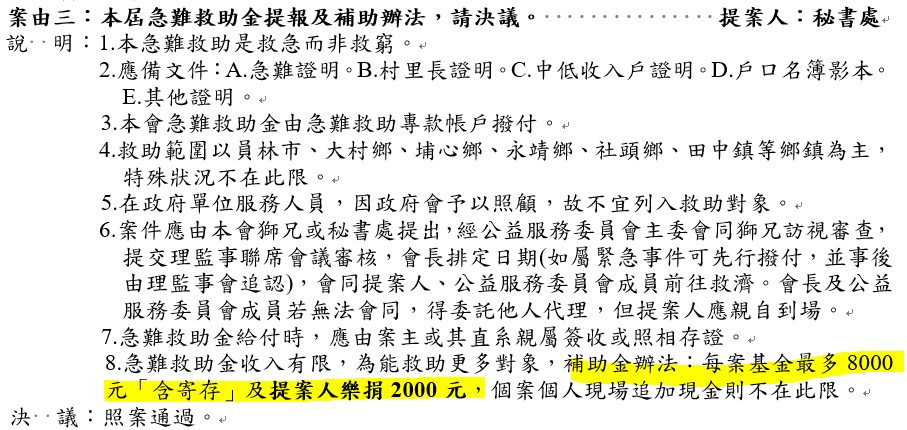 案由三：本屆急難救助金提報及補助辦法，請決議。 提案人：秘書處
說 明：1.本急難救助是救急而非救窮。
2.應備文件：A.急難證明。B.村里長證明。C.中低收入戶證明。D.戶口名簿影本。
E.其他證明。
3.本會急難救助金由急難救助專款帳戶撥付。
4.救助範圍以員林市、大村鄉、埔心鄉、永靖鄉、社頭鄉、田中鎮等鄉鎮為主，
特殊狀況不在此限。
5.在政府單位服務人員，因政府會予以照顧，故不宜列入救助對象。
6.案件應由本會獅兄或秘書處提出，經公益服務委員會主委會同獅兄訪視審查，
提交理監事聯席會議審核，會長排定日期(如屬緊急事件可先行撥付，並事後
由理監事會追認)，會同提案人、公益服務委員會成員前往救濟。會長及公益
服務委員會成員若無法會同，得委託他人代理，但提案人應親自到場。
7.急難救助金給付時，應由案主或其直系親屬簽收或照相存證。
8.急難救助金收入有限，為能救助更多對象，補助金辦法：每案基金最多 8000
元「含寄存」及提案人樂捐 2000 元，個案個人現場追加現金則不在此限。
決 議：照案通過。